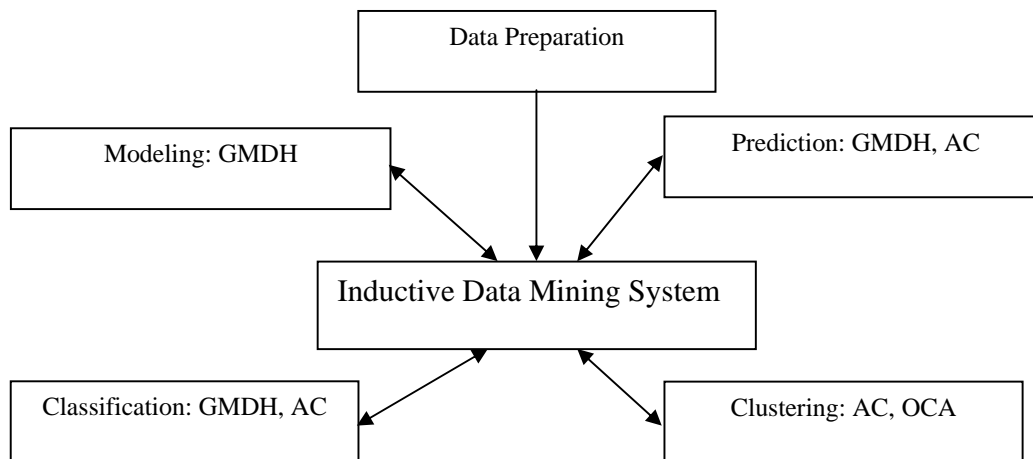 Data Preparation
Modeling: GMDH
Prediction: GMDH, AC
Inductive Data Mining System
Classification: GMDH, AC
Clustering: AC, OCA